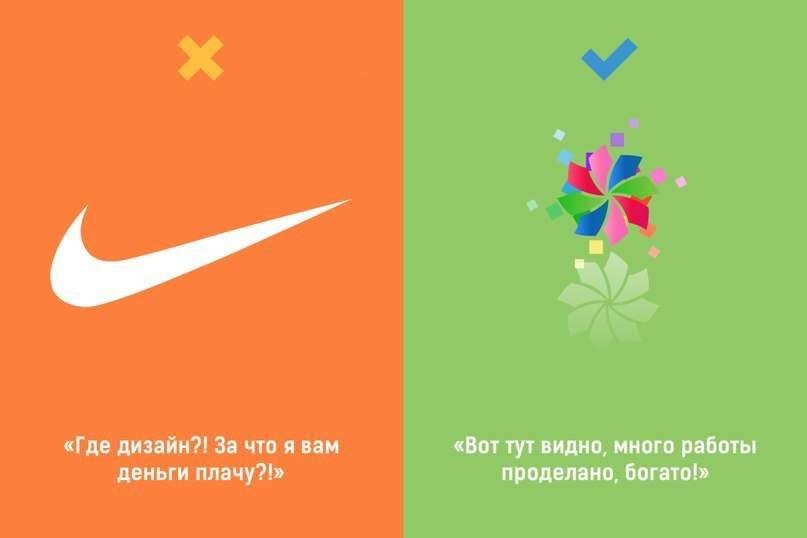 «Где дизайн?! За что я вам
деньги плачу?!»
«Вот тут видно, много работы
проделано, богато!»